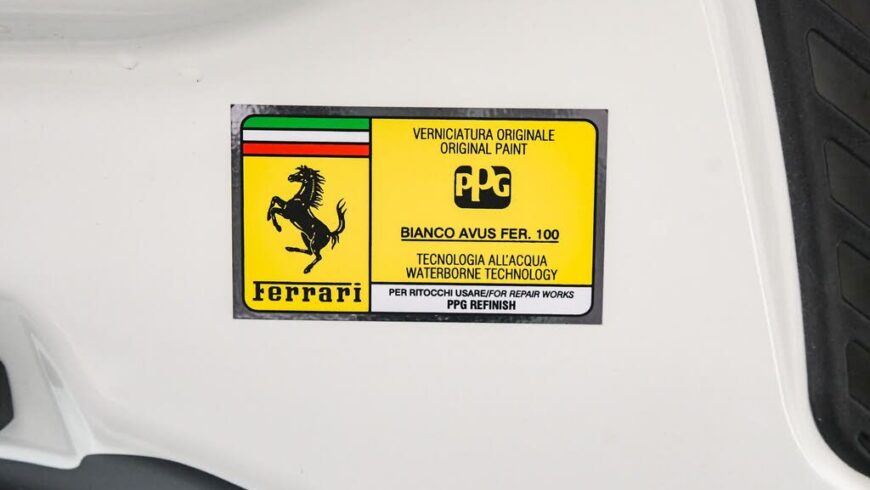 Ferrari
VERNICIATURA ORIGINALE
ORIGINAL PAINT
PPG
BIANCO AVUS FER. 100
TECNOLOGIA ALL'ACQUA
WATERBORNE TECHNOLOGY
PER RITOCCHI USARE/FOR REPAIR WORKS
PPG REFINISH